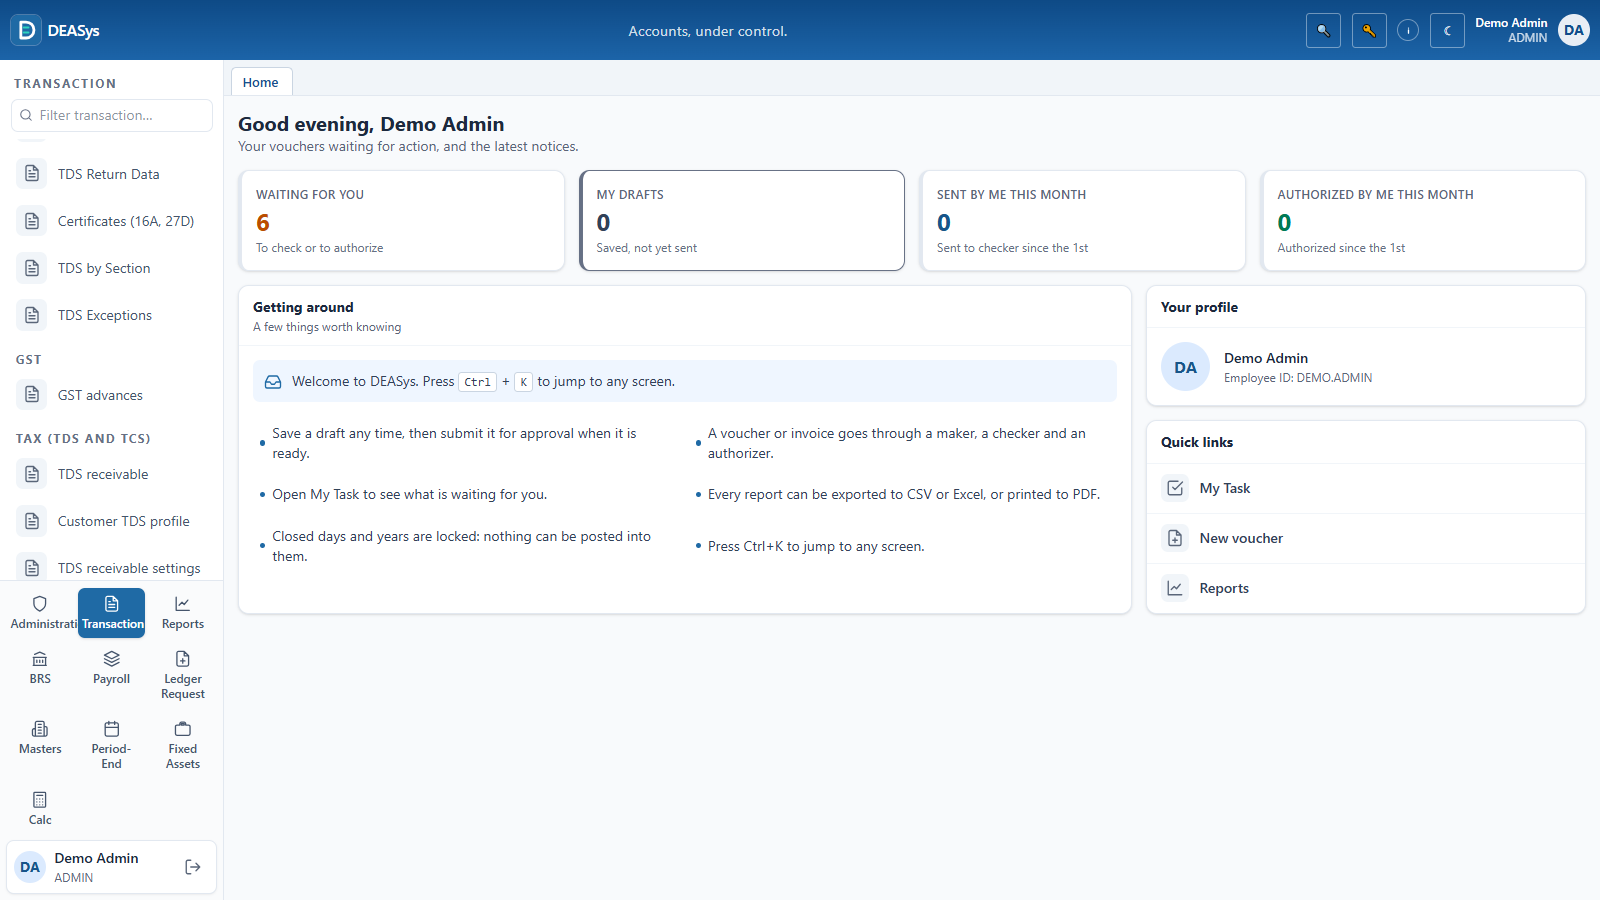 DEASys
Accounts, under control.
Demo Admin
ADMIN
DA
TRANSACTION
Filter transaction...
TDS Return Data
Certificates (16A, 27D)
TDS by Section
TDS Exceptions
GST
GST advances
TAX (TDS AND TCS)
TDS receivable
Customer TDS profile
TDS receivable settings
Administrati
Transaction
Reports
BRS
Payroll
Ledger
Request
Masters
Period-
End
Fixed
Assets
Calc
DA
Demo Admin
ADMIN
Home
Good evening, Demo Admin
Your vouchers waiting for action, and the latest notices.
WAITING FOR YOU
6
To check or to authorize
MY DRAFTS
0
Saved, not yet sent
SENT BY ME THIS MONTH
0
Sent to checker since the 1st
AUTHORIZED BY ME THIS MONTH
0
Authorized since the 1st
Getting around
A few things worth knowing
Welcome to DEASys. Press Ctrl + K to jump to any screen.
Save a draft any time, then submit it for approval when it is
ready.
A voucher or invoice goes through a maker, a checker and an
authorizer.
Open My Task to see what is waiting for you.
Every report can be exported to CSV or Excel, or printed to PDF.
Closed days and years are locked: nothing can be posted into
them.
Press Ctrl+K to jump to any screen.
Your profile
DA
Demo Admin
Employee ID: DEMO.ADMIN
Quick links
My Task
New voucher
Reports